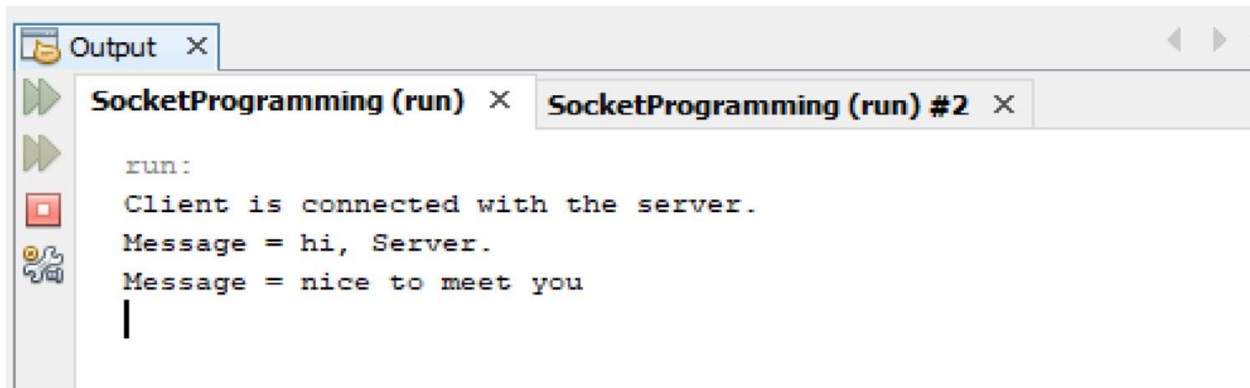 Output
SocketProgramming (run) SocketProgramming (run) #2
run:
Client is connected with the server.
Message = hi, Server.
Message = nice to meet you